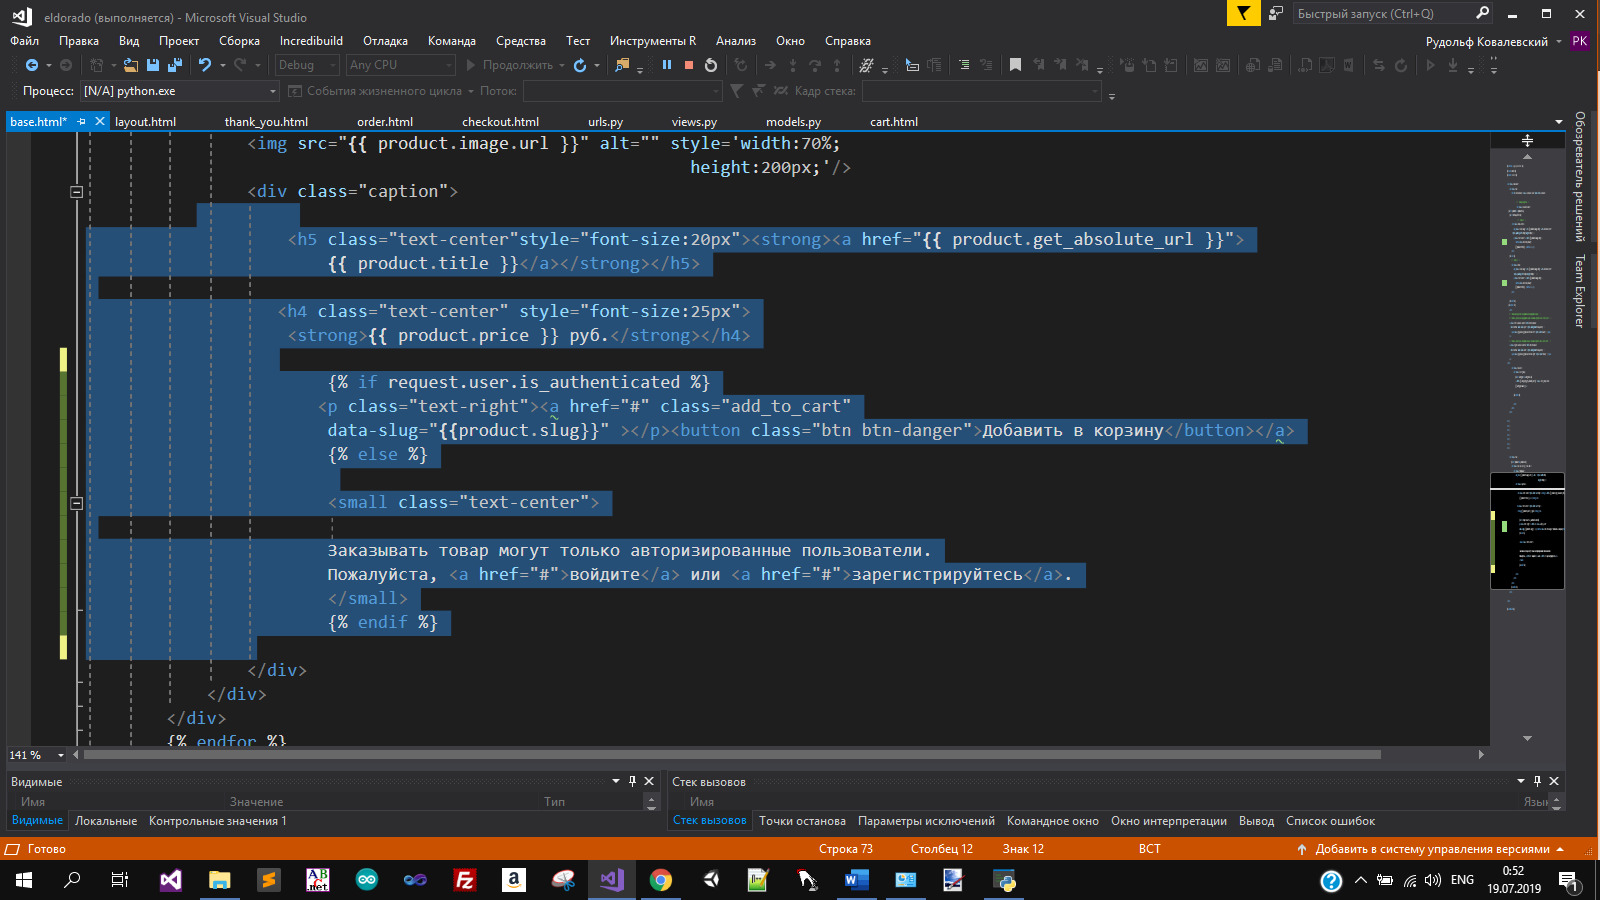 eldorado (выполняется) - Microsoft Visual Studio
Быстрый запуск (Ctrl+Q)
Файл Правка Вид Проект Сборка Incredibuild Отладка Команда Средства Тест Инструменты R Анализ Окно Справка
Рудольф Ковалевский РК
Debug Any CPU Продолжить
Процесс: [N/A] python.exe События жизненного цикла Поток: Кадр стека:
base.html* layout.html thank_you.html order.html checkout.html urls.py views.py models.py cart.html
<img src="{{ product.image.url }}" alt="" style='width:70%;
height:200px;'/>
<div class="caption">
<h5 class="text-center"style="font-size:20px"><strong><a href="{{ product.get_absolute_url }}">
{{ product.title }}</a></strong></h5>
<h4 class="text-center" style="font-size:25px">
<strong>{{ product.price }} руб.</strong></h4>
{% if request.user.is_authenticated %}
<p class="text-right"><a href="#" class="add_to_cart"
data-slug="{{product.slug}}" ></p><button class="btn btn-danger">Добавить в корзину</button></a>
{% else %}
<small class="text-center">
Заказывать товар могут только авторизированные пользователи.
Пожалуйста, <a href="#">войдите</a> или <a href="#">зарегистрируйтесь</a>.
</small>
{% endif %}
</div>
</div>
</div>
{% endfor %}
Обозреватель решений
Team Explorer
141 %
Видимые
Имя Значение Тип
Видимые Локальные Контрольные значения 1
Стек вызовов
Имя Язык
Стек вызовов Точки останова Параметры исключений Командное окно Окно интерпретации Вывод Список ошибок
Готово Строка 73 Столбец 12 Знак 12 ВСТ Добавить в систему управления версиями
AB
.net
Fz
a
W
ENG
0:52
19.07.2019
1